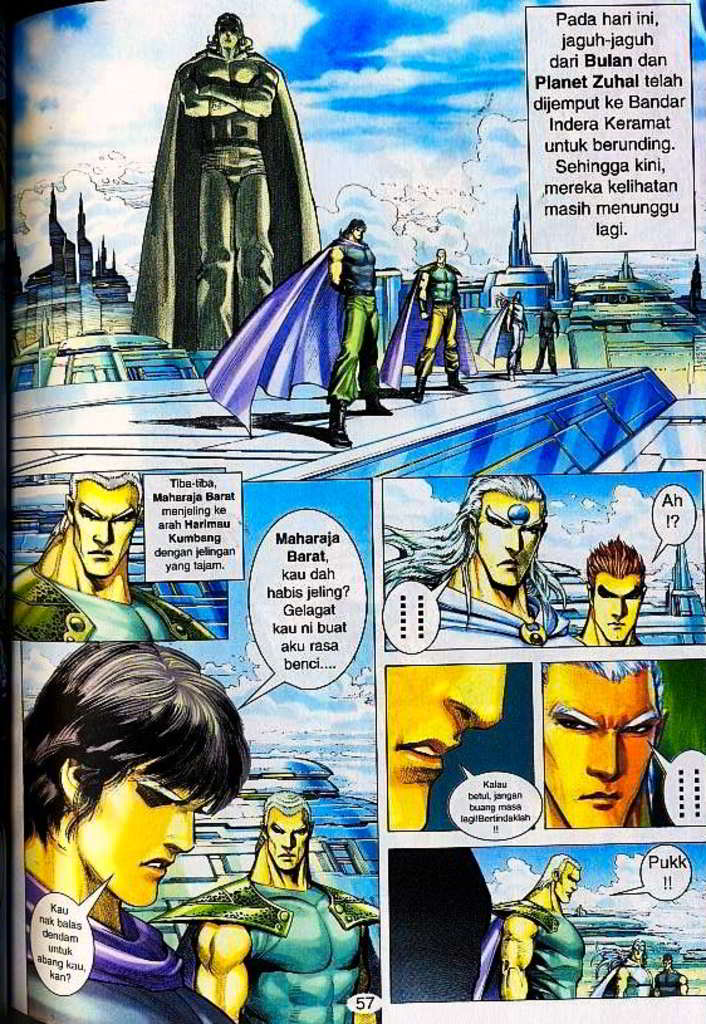 Pada hari ini,
jaguh-jaguh
dari Bulan dan
Planet Zuhal telah
dijemput ke Bandar
Indera Keramat
untuk berunding.
Sehingga kini,
mereka kelihatan
masih menunggu
lagi.
Tiba-tiba,
Maharaja Barat
menjeling ke
arah Harimau
Kumbang
dengan jelingan
yang tajam.
Maharaja
Barat,
kau dah
habis jeling?
Gelagat
kau ni buat
aku rasa
benci....
Kau
nak balas
dendam
untuk
abang kau,
kan?
Ah
!?
!!!!
Kalau
betul, jangan
buang masa
lagi!Bertindaklah
!!
!!!!
Pukk
!!
57